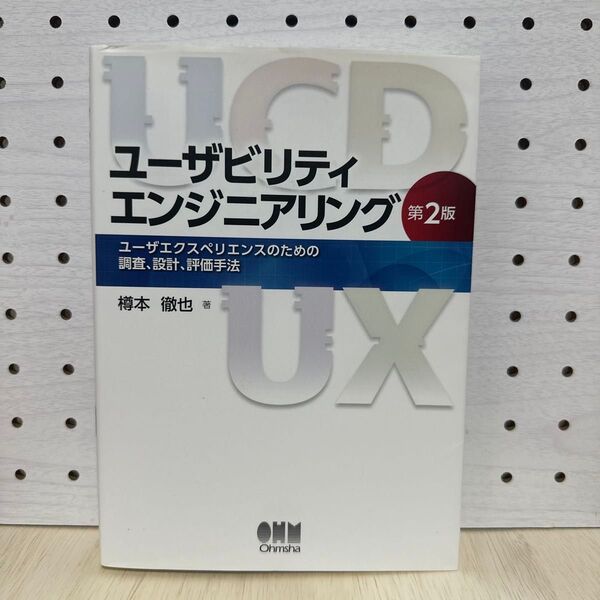 UCD
ユーザビリティ
エンジニアリング
第2版
ユーザエクスペリエンスのための
調査、設計、評価手法
樽本 徹也 著
UX
OHM
Ohmsha